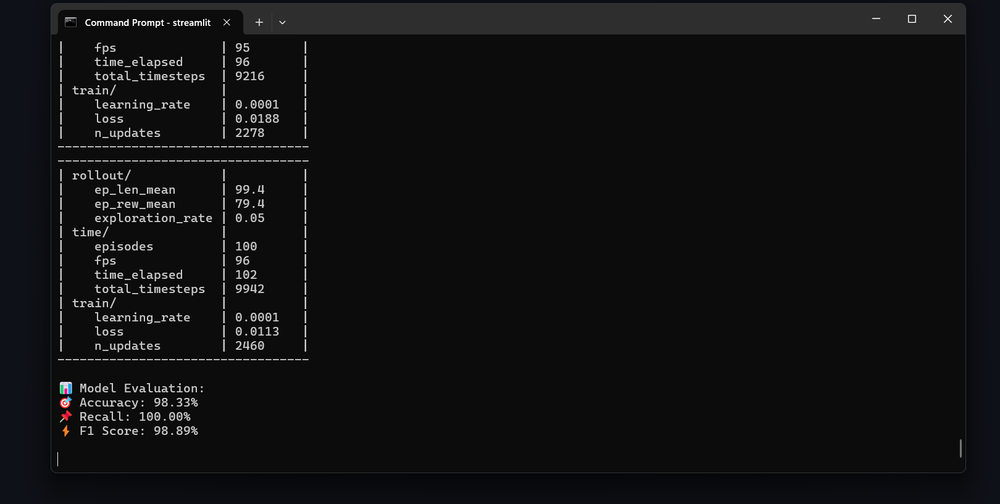 Command Prompt - streamlit
|    fps              | 95       |
|    time_elapsed     | 96       |
|    total_timesteps  | 9216     |
| train/              |          |
|    learning_rate    | 0.0001   |
|    loss             | 0.0188   |
|    n_updates        | 2278     |
----------------------------------
----------------------------------
| rollout/            |          |
|    ep_len_mean      | 99.4     |
|    ep_rew_mean      | 79.4     |
|    exploration_rate | 0.05     |
| time/               |          |
|    episodes         | 100      |
|    fps              | 96       |
|    time_elapsed     | 102      |
|    total_timesteps  | 9942     |
| train/              |          |
|    learning_rate    | 0.0001   |
|    loss             | 0.0113   |
|    n_updates        | 2460     |
----------------------------------
📊 Model Evaluation:
🎯 Accuracy: 98.33%
📌 Recall: 100.00%
⚡ F1 Score: 98.89%